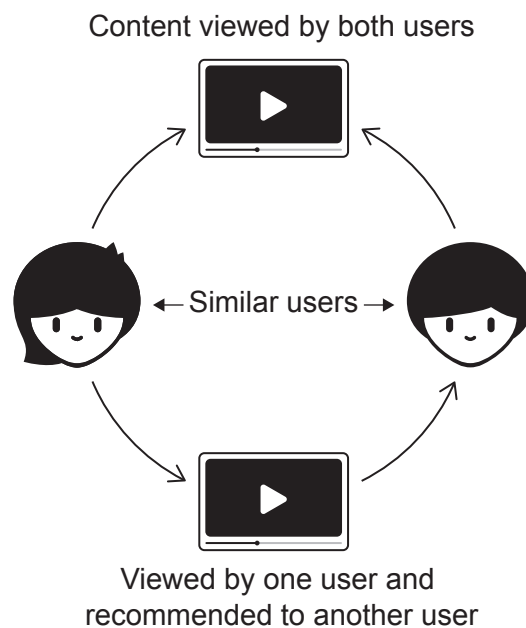 Content viewed by both users
Similar users
Viewed by one user and
recommended to another user